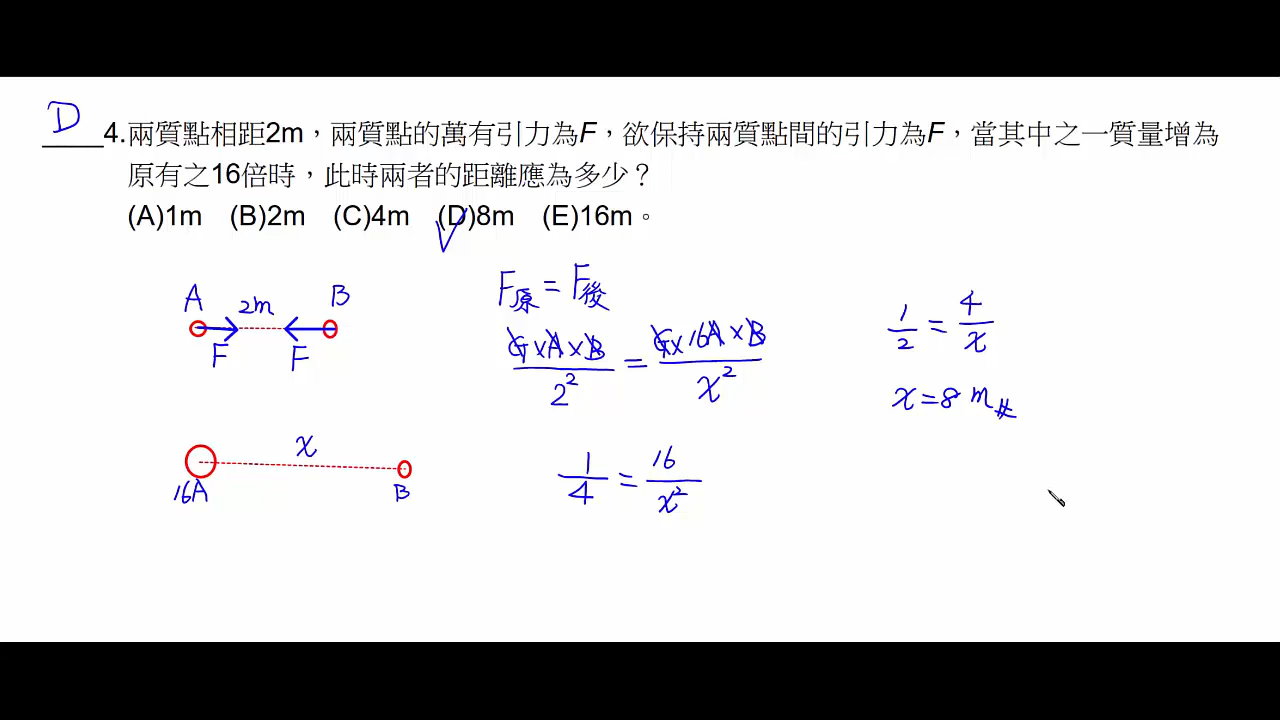 D
4.兩質點相距2m，兩質點的萬有引力為F，欲保持兩質點間的引力為F，當其中之一質量增為
原有之16倍時，此時兩者的距離應為多少？
(A)1m (B)2m (C)4m (D)8m (E)16m。
A 2m B
F F
x
16A B
F原 = F後
G×A×B / 2² = G×16A×B / x²
1/4 = 16/x²
1/2 = 4/x
x = 8 m #